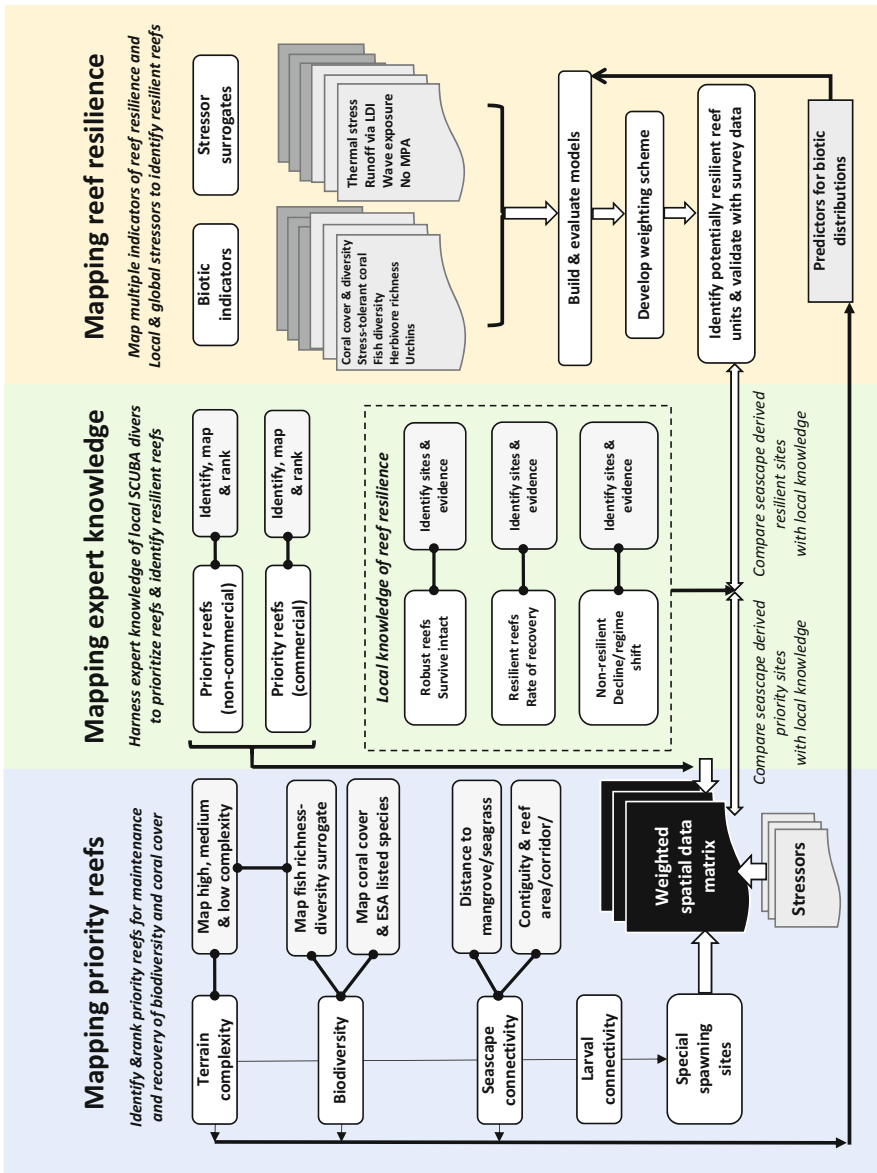 Mapping priority reefs
Identify &rank priority reefs for maintenance
and recovery of biodiversity and coral cover
Terrain
complexity
Map high, medium
& low complexity
Biodiversity
Map fish richness-
diversity surrogate
Map coral cover
& ESA listed species
Seascape
connectivity
Distance to
mangrove/seagrass
Contiguity & reef
area/corridor/
Larval
connectivity
Special
spawning
sites
Weighted
spatial data
matrix
Stressors
Mapping expert knowledge
Harness expert knowledge of local SCUBA divers
to prioritize reefs & identify resilient reefs
Priority reefs
(non-commercial)
Identify, map
& rank
Priority reefs
(commercial)
Identify, map
& rank
Local knowledge of reef resilience
Robust reefs
Survive intact
Identify sites &
evidence
Resilient reefs
Rate of recovery
Identify sites &
evidence
Non-resilient
Decline/regime
shift
Identify sites &
evidence
Compare seascape derived
priority sites
with local knowledge
Compare seascape derived
resilient sites
with local knowledge
Mapping reef resilience
Map multiple indicators of reef resilience and
Local & global stressors to identify resilient reefs
Biotic
indicators
Stressor
surrogates
Coral cover & diversity
Stress-tolerant coral
Fish diversity
Herbivore richness
Urchins
Thermal stress
Runoff via LDI
Wave exposure
No MPA
Build & evaluate models
Develop weighting scheme
Identify potentially resilient reef
units & validate with survey data
Predictors for biotic
distributions